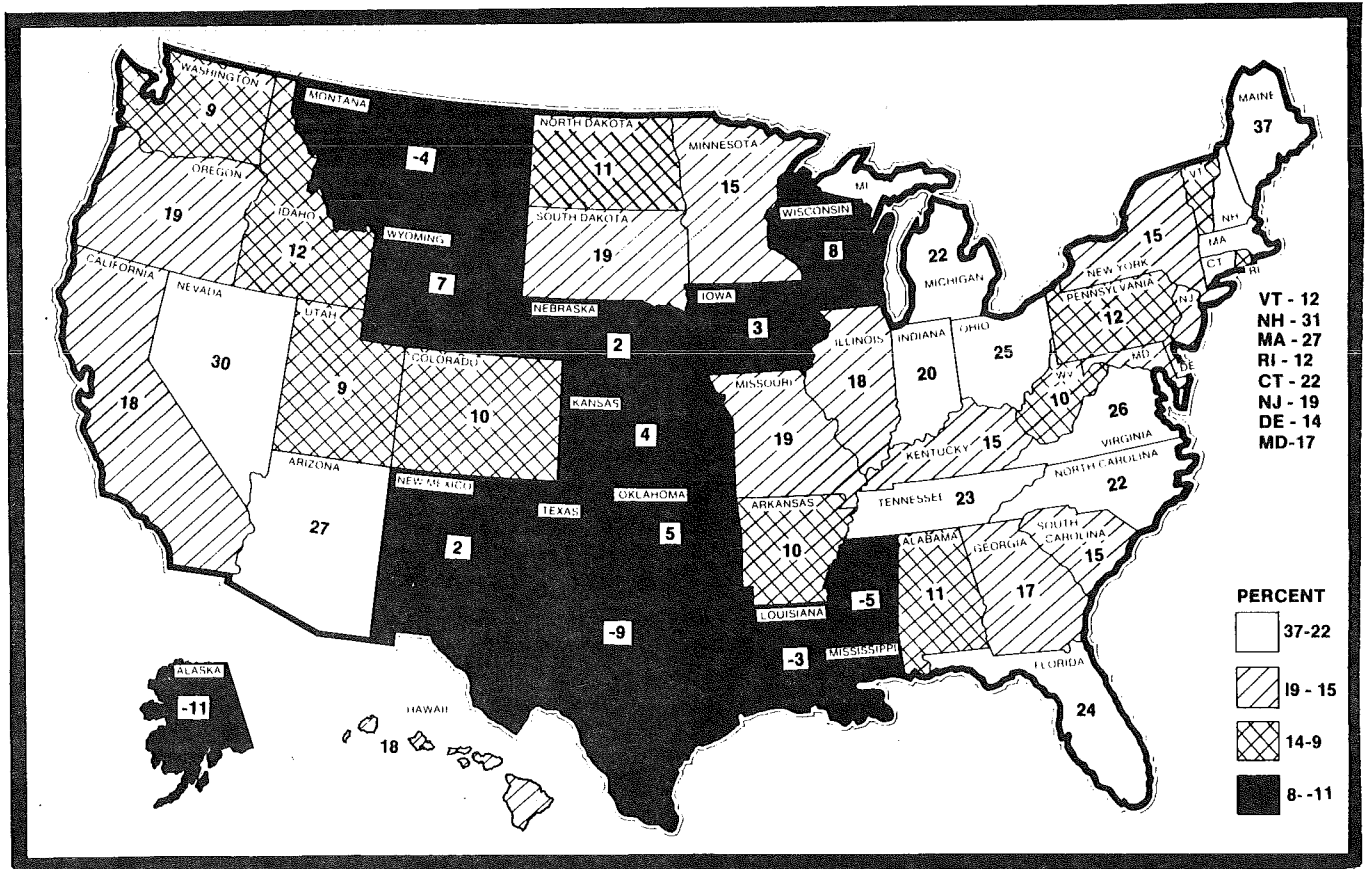 WASHINGTON
9
MONTANA
-4
NORTH DAKOTA
11
MINNESOTA
15
OREGON
19
IDAHO
12
WYOMING
7
SOUTH DAKOTA
19
WISCONSIN
8
MI
22
MICHIGAN
MAINE
37
VT
NH
MA
CT
RI
15
NEW YORK
PENNSYLVANIA
12
NJ
CALIFORNIA
18
NEVADA
30
UTAH
9
COLORADO
10
NEBRASKA
2
IOWA
3
ILLINOIS
18
INDIANA
20
OHIO
25
WV
10
MD
DE
26
VIRGINIA
KANSAS
4
MISSOURI
19
KENTUCKY
15
ARIZONA
27
NEW MEXICO
2
TEXAS
-9
OKLAHOMA
5
ARKANSAS
10
TENNESSEE
23
NORTH CAROLINA
22
SOUTH
CAROLINA
15
LOUISIANA
-3
-5
MISSISSIPPI
ALABAMA
11
GEORGIA
17
FLORIDA
24
ALASKA
-11
HAWAII
18
VT - 12
NH - 31
MA - 27
RI - 12
CT - 22
NJ - 19
DE - 14
MD-17
PERCENT
37-22
19 - 15
14-9
8- -11